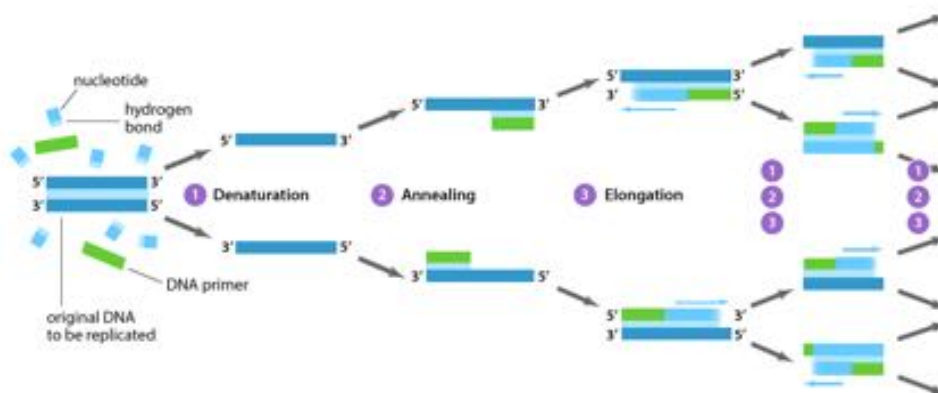 nucleotide
hydrogen
bond
5' 3'
3' 5'
DNA primer
original DNA
to be replicated
5' 3'
1 Denaturation
3' 5'
5' 3'
2 Annealing
3' 5'
5' 3'
3' 5'
3 Elongation
5' 3'
3' 5'
1
2
3
1
2
3